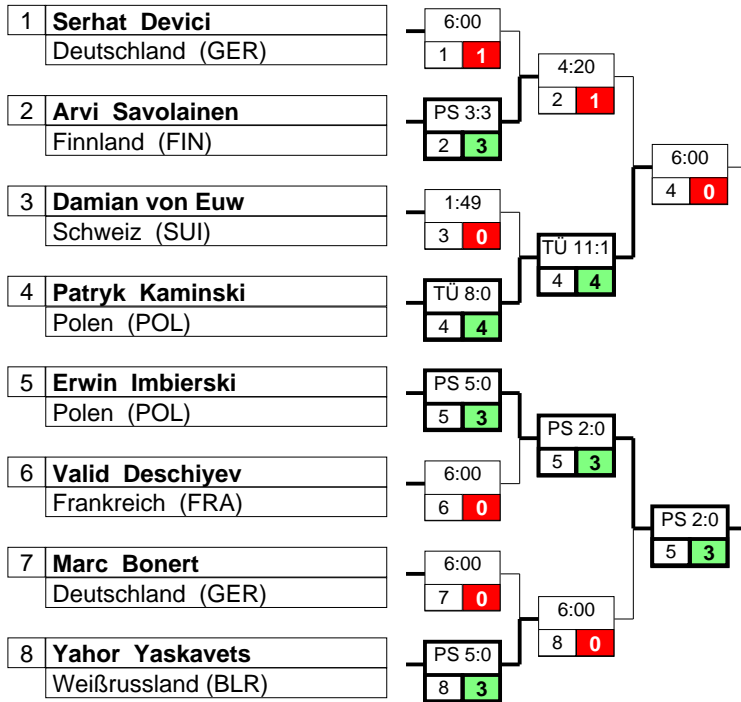 1 Serhat Devici
Deutschland (GER)
6:00
1 1
4:20
2 1
2 Arvi Savolainen
Finnland (FIN)
PS 3:3
2 3
6:00
4 0
3 Damian von Euw
Schweiz (SUI)
1:49
3 0
TÜ 11:1
4 4
4 Patryk Kaminski
Polen (POL)
TÜ 8:0
4 4
5 Erwin Imbierski
Polen (POL)
PS 5:0
5 3
PS 2:0
5 3
6 Valid Deschiyev
Frankreich (FRA)
6:00
6 0
PS 2:0
5 3
7 Marc Bonert
Deutschland (GER)
6:00
7 0
6:00
8 0
8 Yahor Yaskavets
Weißrussland (BLR)
PS 5:0
8 3